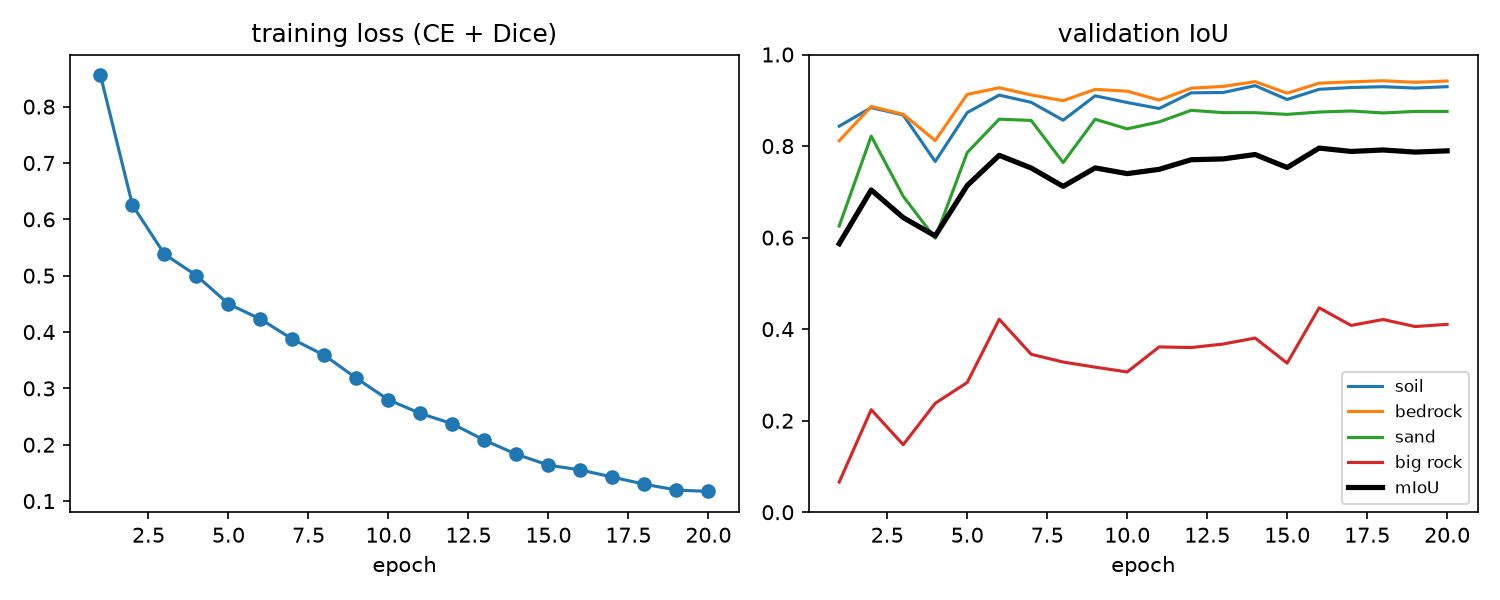 training loss (CE + Dice)
0.8
0.7
0.6
0.5
0.4
0.3
0.2
0.1
2.5 5.0 7.5 10.0 12.5 15.0 17.5 20.0
epoch
validation IoU
1.0
0.8
0.6
0.4
0.2
0.0
soil
bedrock
sand
big rock
mIoU
2.5 5.0 7.5 10.0 12.5 15.0 17.5 20.0
epoch